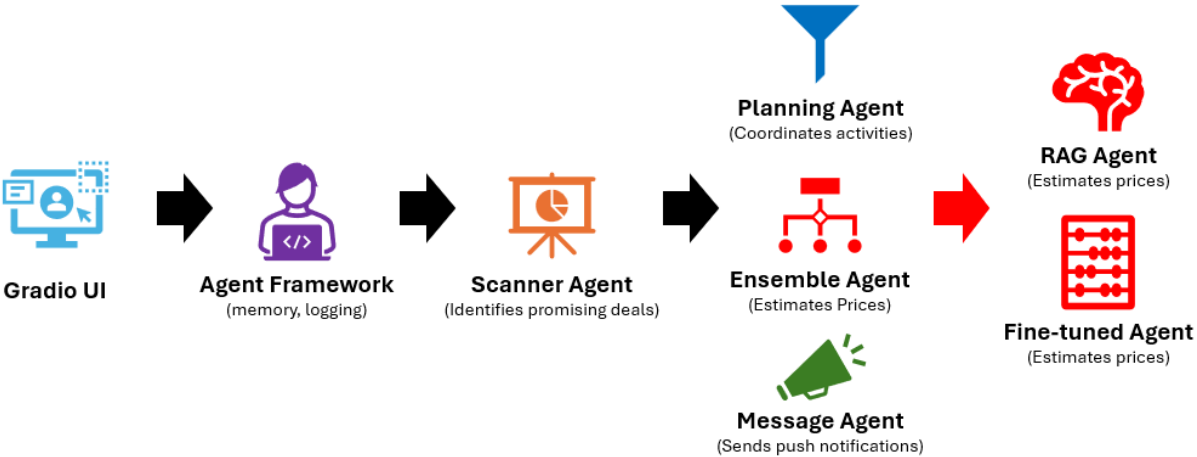 Gradio UI
Agent Framework
(memory, logging)
Scanner Agent
(Identifies promising deals)
Planning Agent
(Coordinates activities)
Ensemble Agent
(Estimates Prices)
Message Agent
(Sends push notifications)
RAG Agent
(Estimates prices)
Fine-tuned Agent
(Estimates prices)